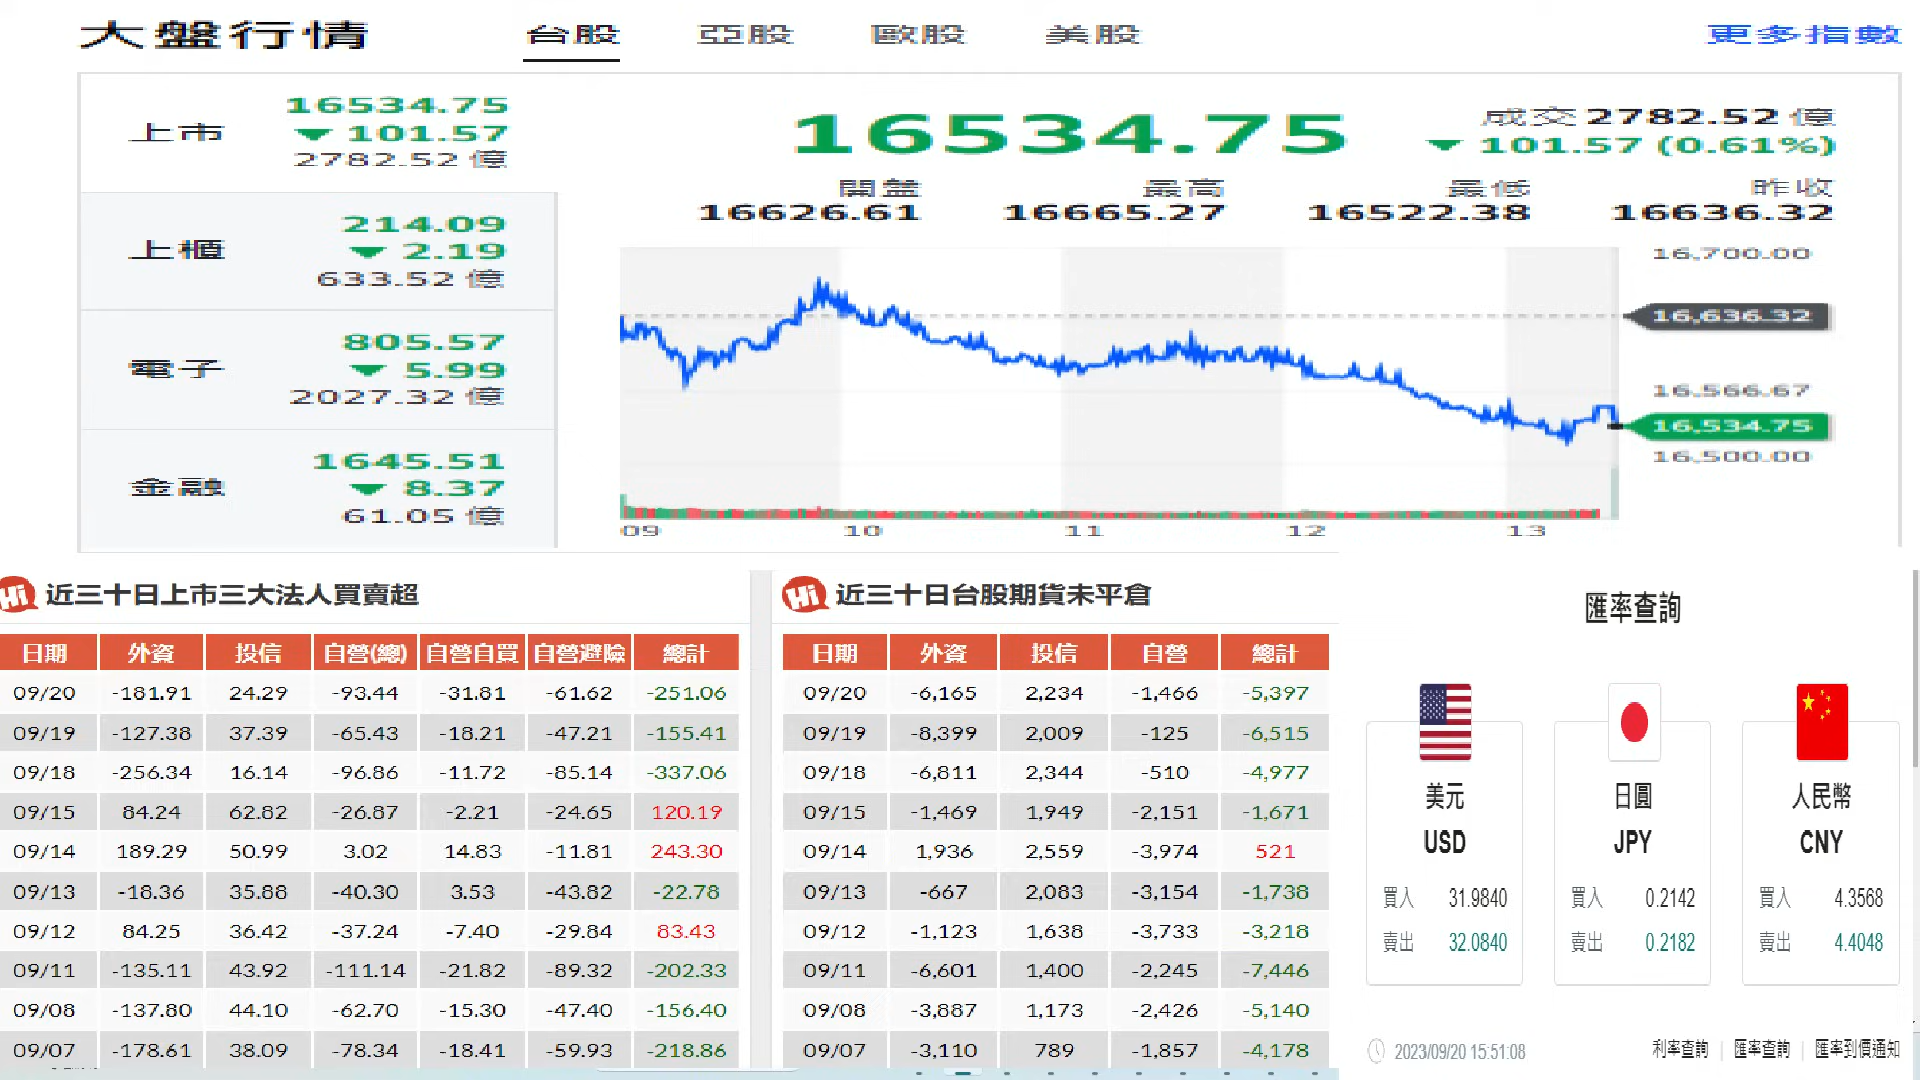 大盤行情 台股 亞股 歐股 美股 更多指數
上市 16534.75
▼ 101.57
2782.52 億
上櫃 214.09
▼ 2.19
633.52 億
電子 805.57
▼ 5.99
2027.32 億
金融 1645.51
▼ 8.37
61.05 億
16534.75 成交 2782.52 億
▼ 101.57 (0.61%)
開盤 最高 最低 昨收
16626.61 16665.27 16522.38 16636.32
16,700.00
16,636.32
16,566.67
16,534.75
16,500.00
09 10 11 12 13
Hi 近三十日上市三大法人買賣超
日期 外資 投信 自營(總) 自營自買 自營避險 總計
09/20 -181.91 24.29 -93.44 -31.81 -61.62 -251.06
09/19 -127.38 37.39 -65.43 -18.21 -47.21 -155.41
09/18 -256.34 16.14 -96.86 -11.72 -85.14 -337.06
09/15 84.24 62.82 -26.87 -2.21 -24.65 120.19
09/14 189.29 50.99 3.02 14.83 -11.81 243.30
09/13 -18.36 35.88 -40.30 3.53 -43.82 -22.78
09/12 84.25 36.42 -37.24 -7.40 -29.84 83.43
09/11 -135.11 43.92 -111.14 -21.82 -89.32 -202.33
09/08 -137.80 44.10 -62.70 -15.30 -47.40 -156.40
09/07 -178.61 38.09 -78.34 -18.41 -59.93 -218.86
Hi 近三十日台股期貨未平倉
日期 外資 投信 自營 總計
09/20 -6,165 2,234 -1,466 -5,397
09/19 -8,399 2,009 -125 -6,515
09/18 -6,811 2,344 -510 -4,977
09/15 -1,469 1,949 -2,151 -1,671
09/14 1,936 2,559 -3,974 521
09/13 -667 2,083 -3,154 -1,738
09/12 -1,123 1,638 -3,733 -3,218
09/11 -6,601 1,400 -2,245 -7,446
09/08 -3,887 1,173 -2,426 -5,140
09/07 -3,110 789 -1,857 -4,178
匯率查詢
美元
USD
買入 31.9840
賣出 32.0840
日圓
JPY
買入 0.2142
賣出 0.2182
人民幣
CNY
買入 4.3568
賣出 4.4048
2023/09/20 15:51:08 利率查詢 | 匯率查詢 | 匯率到價通知